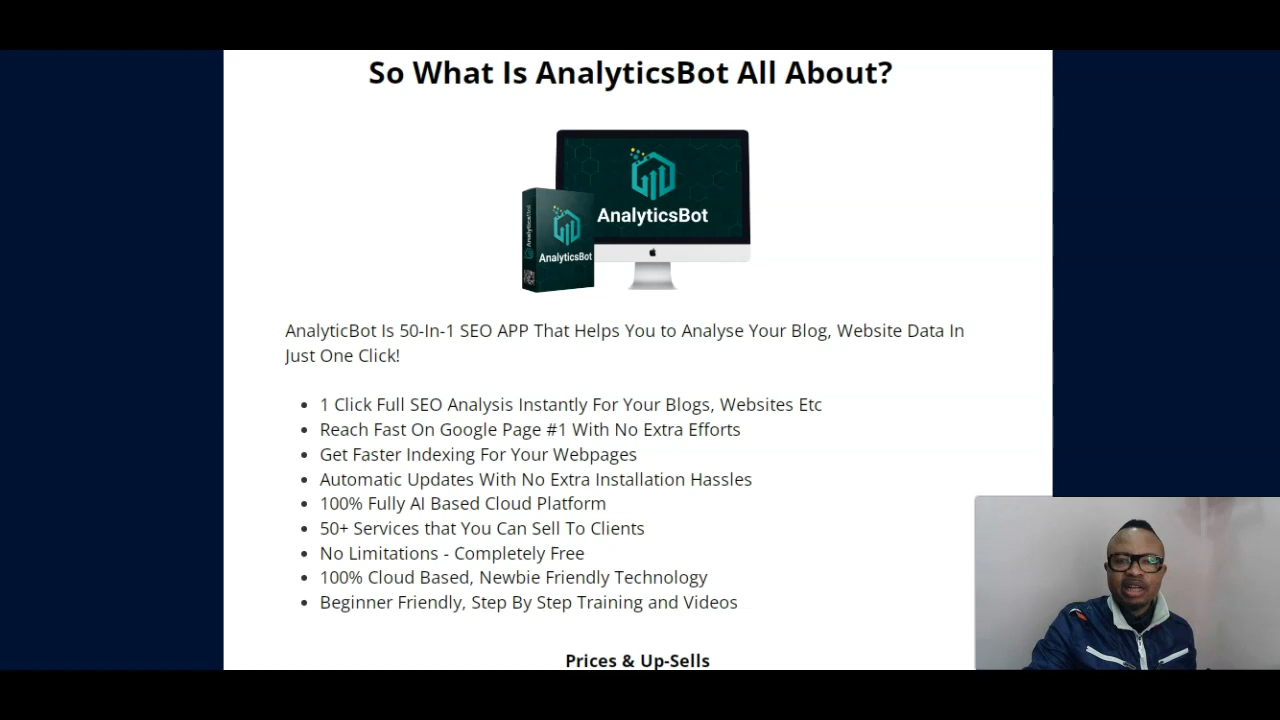 So What Is AnalyticsBot All About?
AnalyticsBot
AnalyticsBot
AnalyticBot Is 50-In-1 SEO APP That Helps You to Analyse Your Blog, Website Data In
Just One Click!
1 Click Full SEO Analysis Instantly For Your Blogs, Websites Etc
Reach Fast On Google Page #1 With No Extra Efforts
Get Faster Indexing For Your Webpages
Automatic Updates With No Extra Installation Hassles
100% Fully AI Based Cloud Platform
50+ Services that You Can Sell To Clients
No Limitations - Completely Free
100% Cloud Based, Newbie Friendly Technology
Beginner Friendly, Step By Step Training and Videos
Prices & Up-Sells